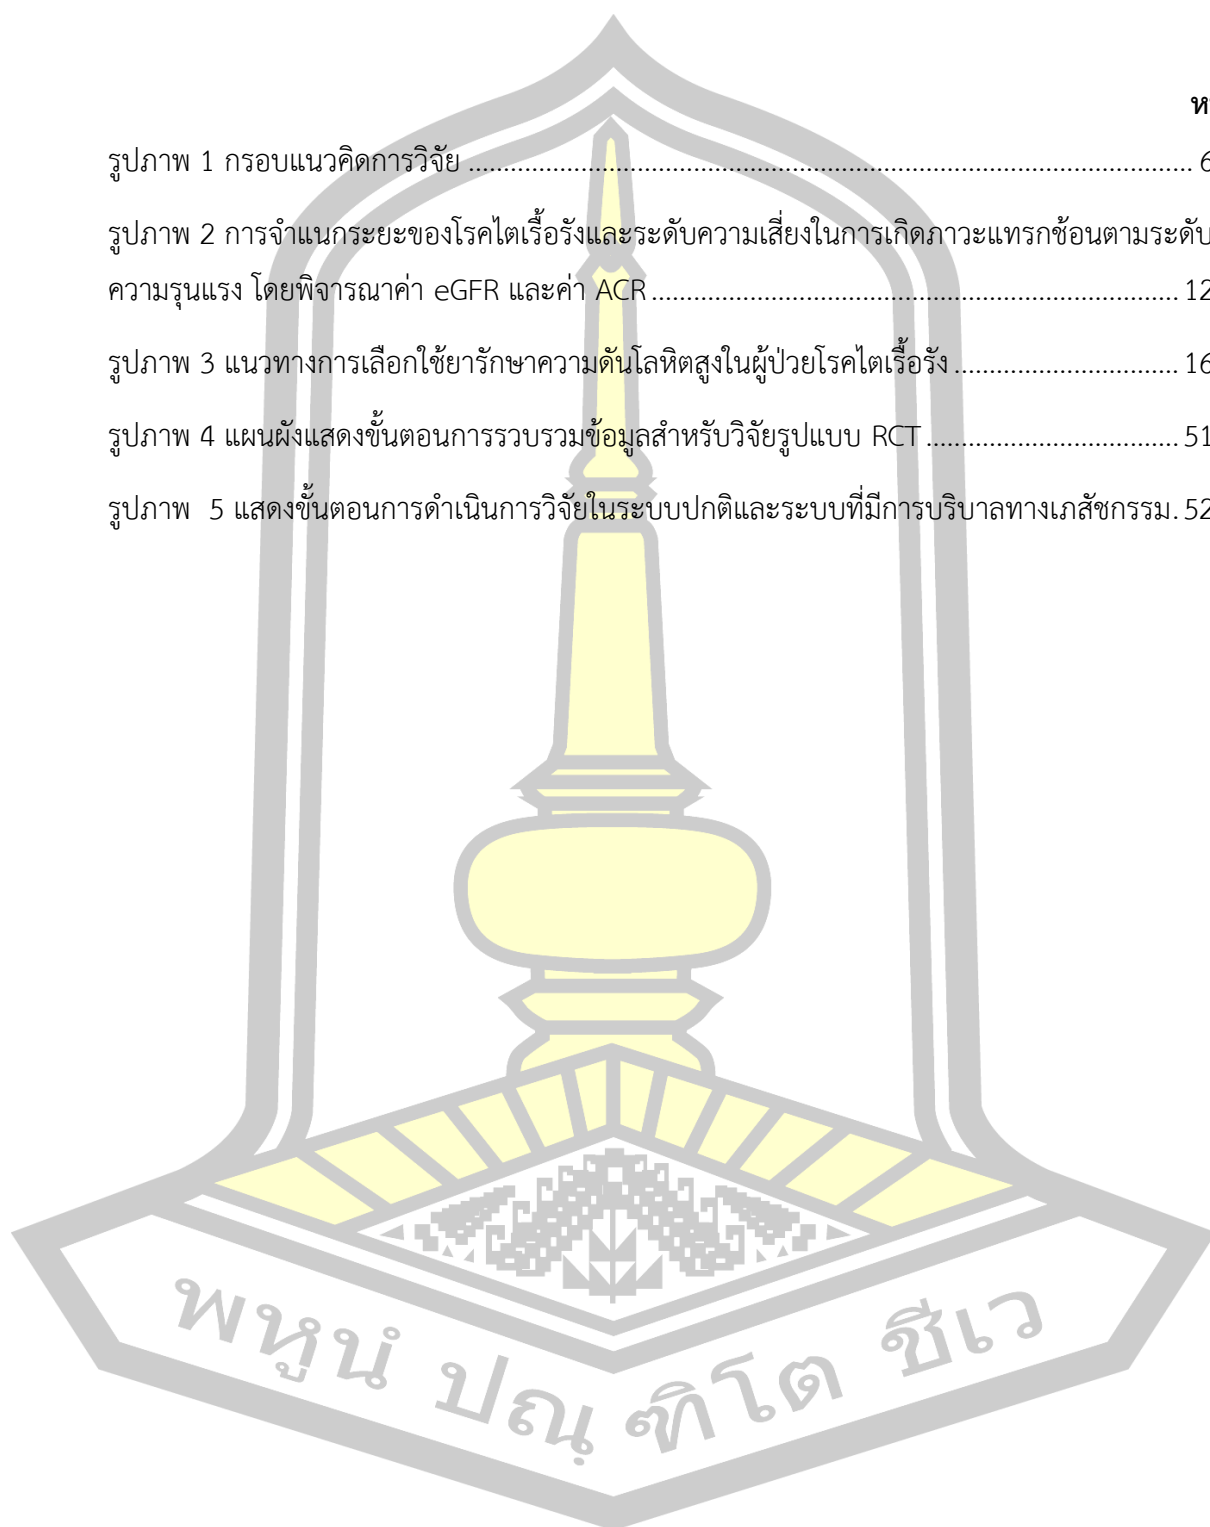 รูปภาพ 1 กรอบแนวคิดการวิจัย ........................................................................................................ 6
รูปภาพ 2 การจำแนกระยะของโรคไตเรื้อรังและระดับความเสี่ยงในการเกิดภาวะแทรกซ้อนตามระดับ
ความรุนแรง โดยพิจารณาค่า eGFR และค่า ACR ............................................................................ 12
รูปภาพ 3 แนวทางการเลือกใช้ยารักษาความดันโลหิตสูงในผู้ป่วยโรคไตเรื้อรัง ................................ 16
รูปภาพ 4 แผนผังแสดงขั้นตอนการรวบรวมข้อมูลสำหรับวิจัยรูปแบบ RCT .................................... 51
รูปภาพ 5 แสดงขั้นตอนการดำเนินการวิจัยในระบบปกติและระบบที่มีการบริบาลทางเภสัชกรรม. 52
พหูนํ ปณฺฑิโต ชีเว